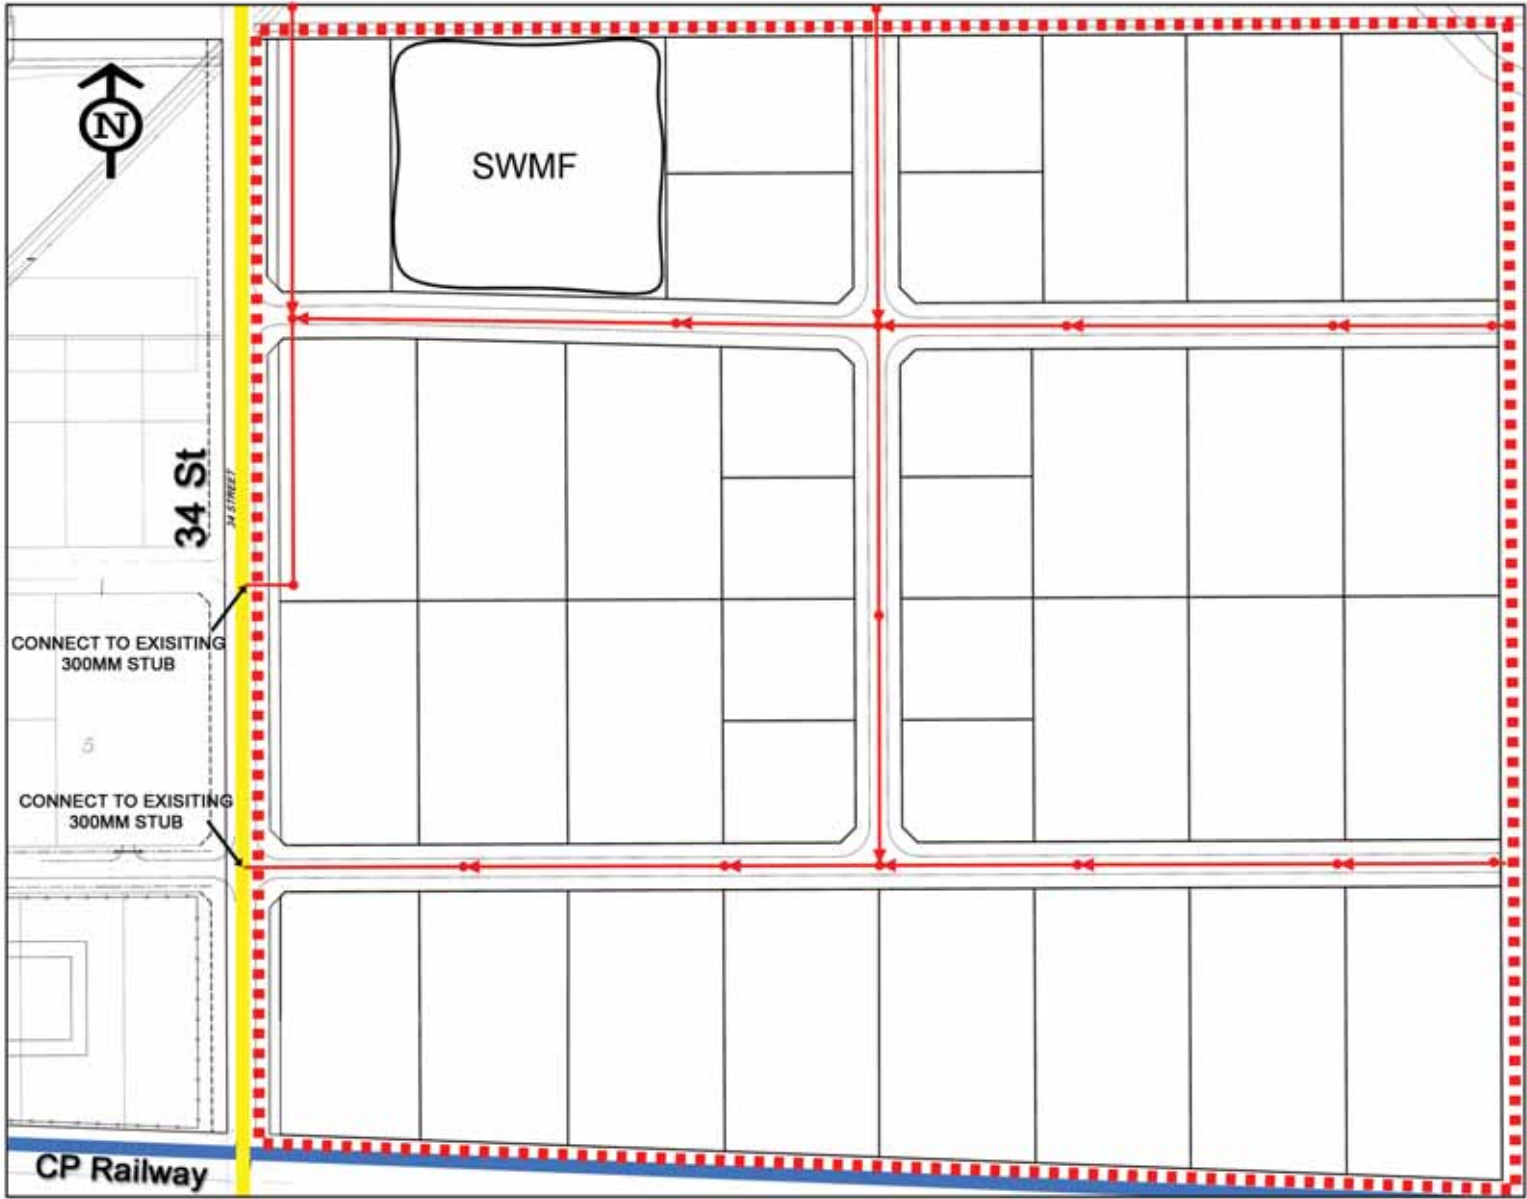 N
SWMF
34 St
34 STREET
CONNECT TO EXISITING
300MM STUB
5
CONNECT TO EXISITING
300MM STUB
CP Railway